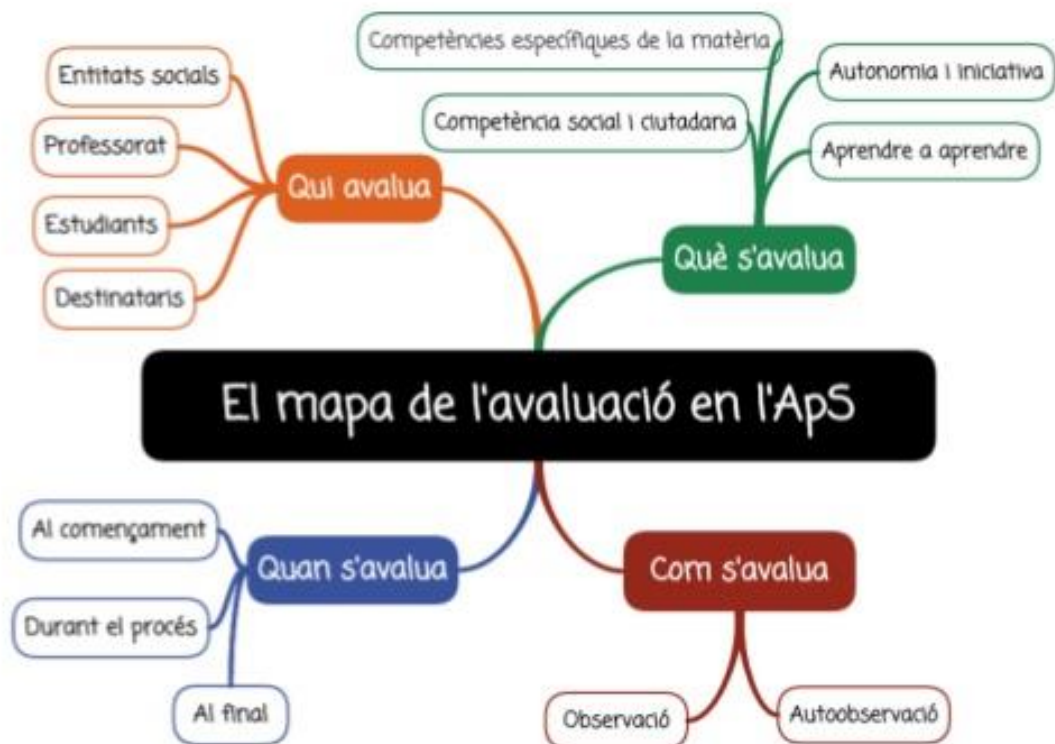 Competències específiques de la matèria
Entitats socials
Autonomia i iniciativa
Competència social i ciutadana
Professorat
Aprendre a aprendre
Qui avalua
Estudiants
Què s'avalua
Destinataris
El mapa de l'avaluació en l'ApS
Al començament
Quan s'avalua
Com s'avalua
Durant el procés
Al final
Observació
Autoobservació